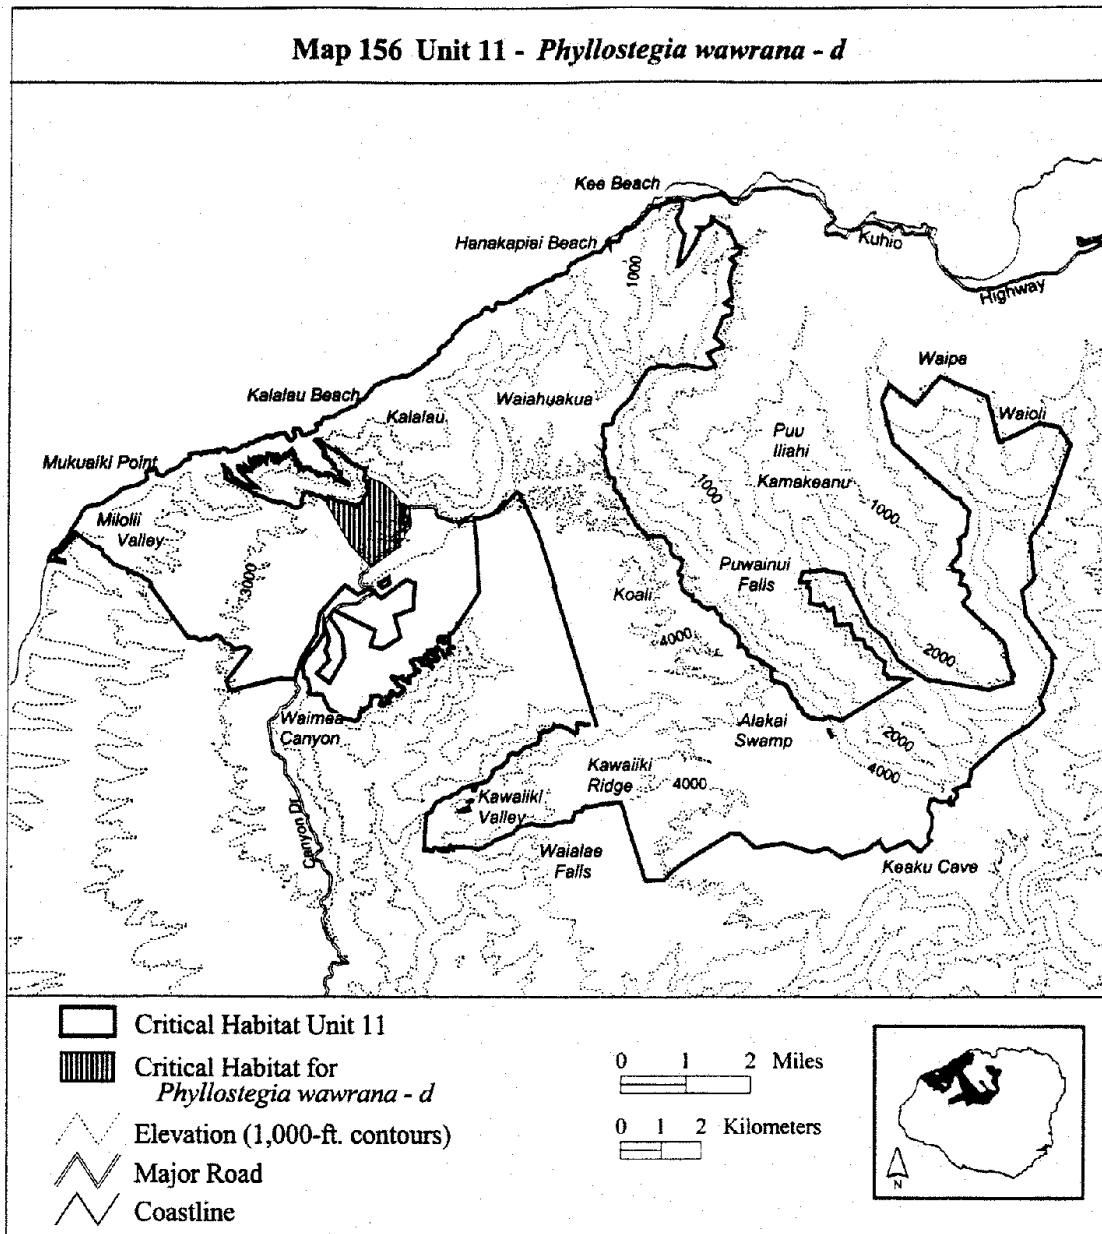 Map 156 Unit 11 - Phyllostegia wawrana - d
Kee Beach
Hanakapiai Beach
Kuhio
Highway
1000
Waipa
Kalalau Beach
Kalalau
Waiahuakua
Waioli
Puu
Iliahi
Mukuaiki Point
Kamakeanu
1000
1000
Milolii
Valley
3000
Puwainui
Falls
Koali
4000
2000
Waimea
Canyon
Alakai
Swamp
2000
4000
Kawaiiki
Ridge
4000
Kawaiiki
Valley
Canyon Dr
Waialae
Falls
Keaku Cave
Critical Habitat Unit 11
Critical Habitat for
Phyllostegia wawrana - d
Elevation (1,000-ft. contours)
Major Road
Coastline
0 1 2 Miles
0 1 2 Kilometers
N